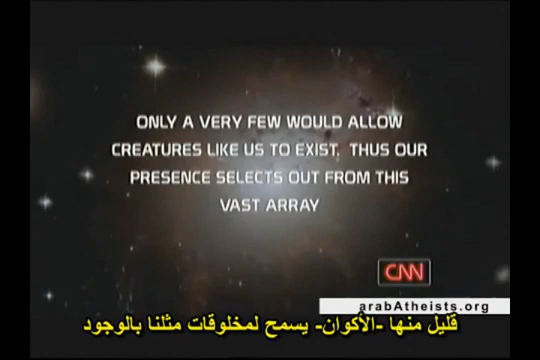 ONLY A VERY FEW WOULD ALLOW
CREATURES LIKE US TO EXIST. THUS OUR
PRESENCE SELECTS OUT FROM THIS
VAST ARRAY
CNN
arabAtheists.org
قليل منها -الأكوان- يسمح لمخلوقات مثلنا بالوجود